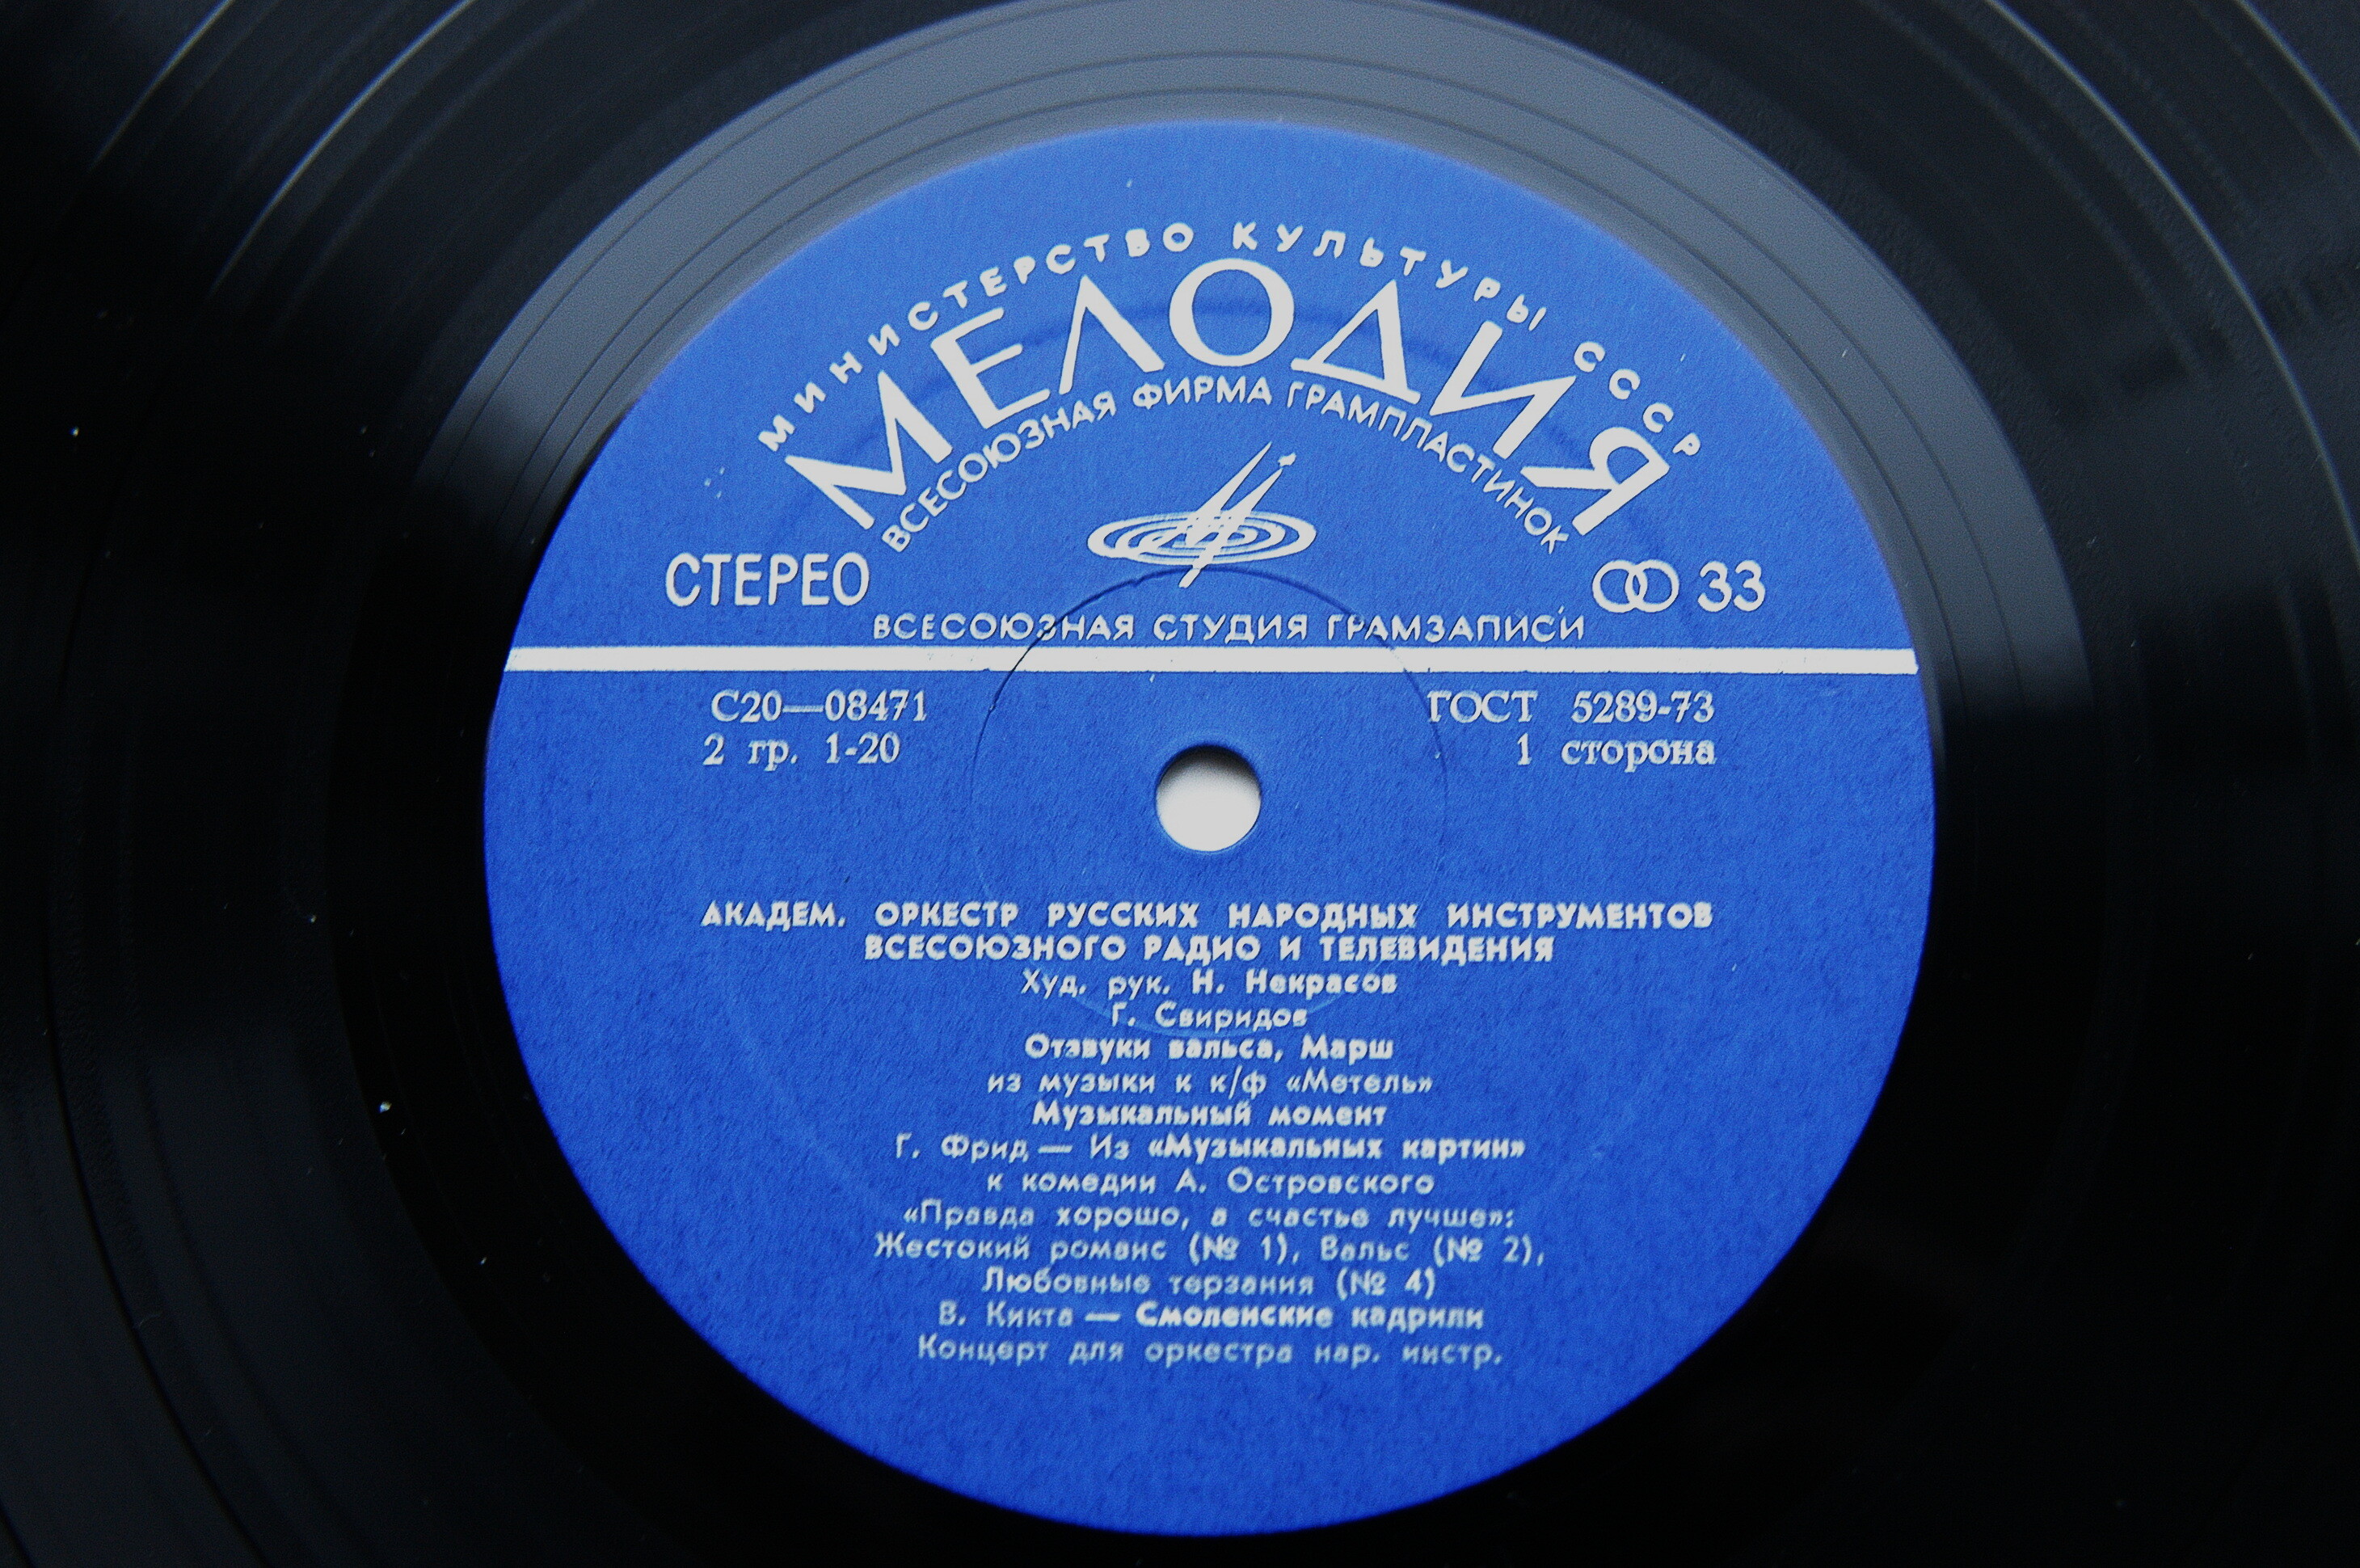 МИНИСТЕРСТВО КУЛЬТУРЫ СССР
МЕЛОДИЯ
ВСЕСОЮЗНАЯ ФИРМА ГРАМПЛАСТИНОК
СТЕРЕО 33
ВСЕСОЮЗНАЯ СТУДИЯ ГРАМЗАПИСИ
С20—08471 ГОСТ 5289-73
2 гр. 1-20 1 сторона
АКАДЕМ. ОРКЕСТР РУССКИХ НАРОДНЫХ ИНСТРУМЕНТОВ
ВСЕСОЮЗНОГО РАДИО И ТЕЛЕВИДЕНИЯ
Худ. рук. Н. Некрасов
Г. Свиридов
Отзвуки вальса, Марш
из музыки к к/ф «Метель»
Музыкальный момент
Г. Фрид — Из «Музыкальных картин»
к комедии А. Островского
«Правда хорошо, а счастье лучше»:
Жестокий романс (№ 1), Вальс (№ 2),
Любовные терзания (№ 4)
В. Кикта — Смоленские кадрили
Концерт для оркестра нар. инстр.